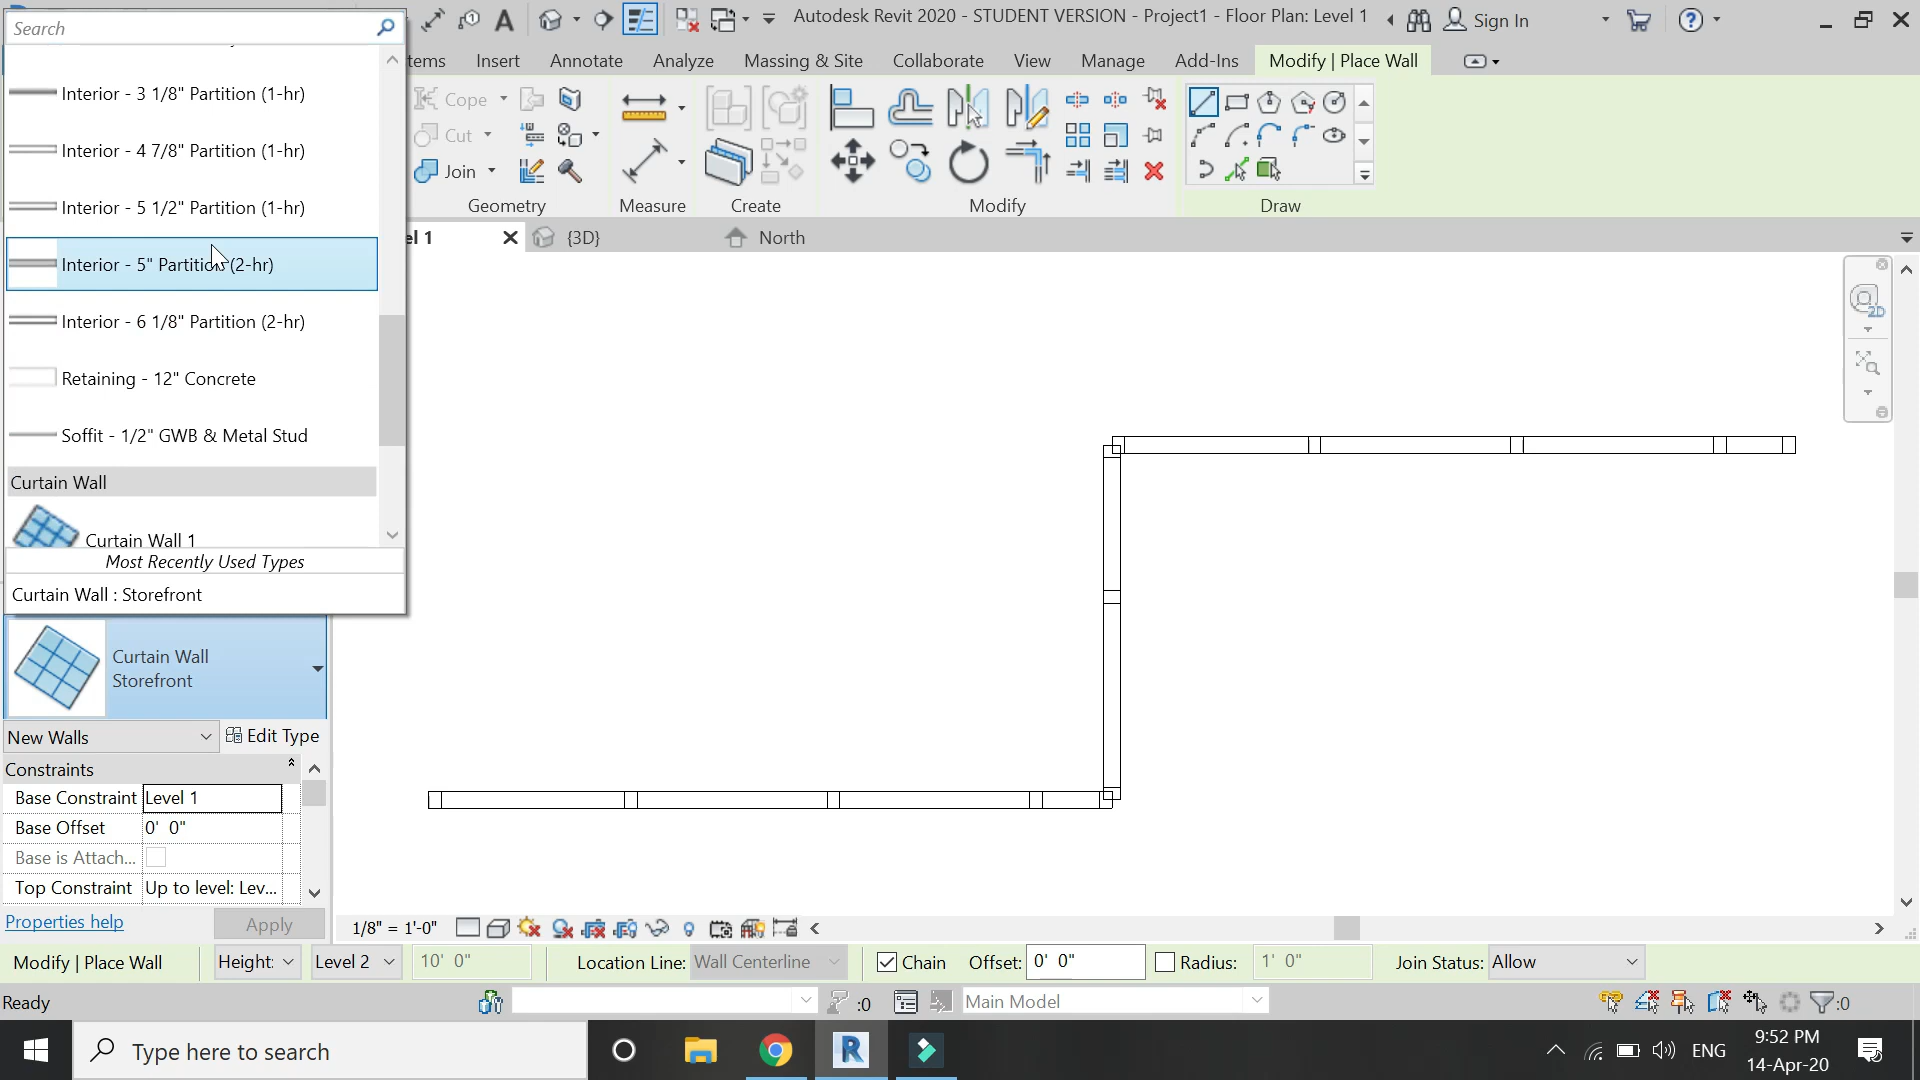 Search
Autodesk Revit 2020 - STUDENT VERSION - Project1 - Floor Plan: Level 1
Sign In
tems
Insert
Annotate
Analyze
Massing & Site
Collaborate
View
Manage
Add-Ins
Modify | Place Wall
Cope
Cut
Join
Geometry
Measure
Create
Modify
Draw
el 1
{3D}
North
Interior - 3 1/8" Partition (1-hr)
Interior - 4 7/8" Partition (1-hr)
Interior - 5 1/2" Partition (1-hr)
Interior - 5" Partition (2-hr)
Interior - 6 1/8" Partition (2-hr)
Retaining - 12" Concrete
Soffit - 1/2" GWB & Metal Stud
Curtain Wall
Curtain Wall 1
Most Recently Used Types
Curtain Wall : Storefront
Curtain Wall
Storefront
New Walls
Edit Type
Constraints
Base Constraint Level 1
Base Offset 0' 0"
Base is Attach...
Top Constraint Up to level: Lev...
Properties help
Apply
2D
1/8" = 1'-0"
Modify | Place Wall
Height:
Level 2
10' 0"
Location Line: Wall Centerline
Chain
Offset: 0' 0"
Radius: 1' 0"
Join Status: Allow
Ready
:0
Main Model
:0
Type here to search
R
ENG
9:52 PM
14-Apr-20